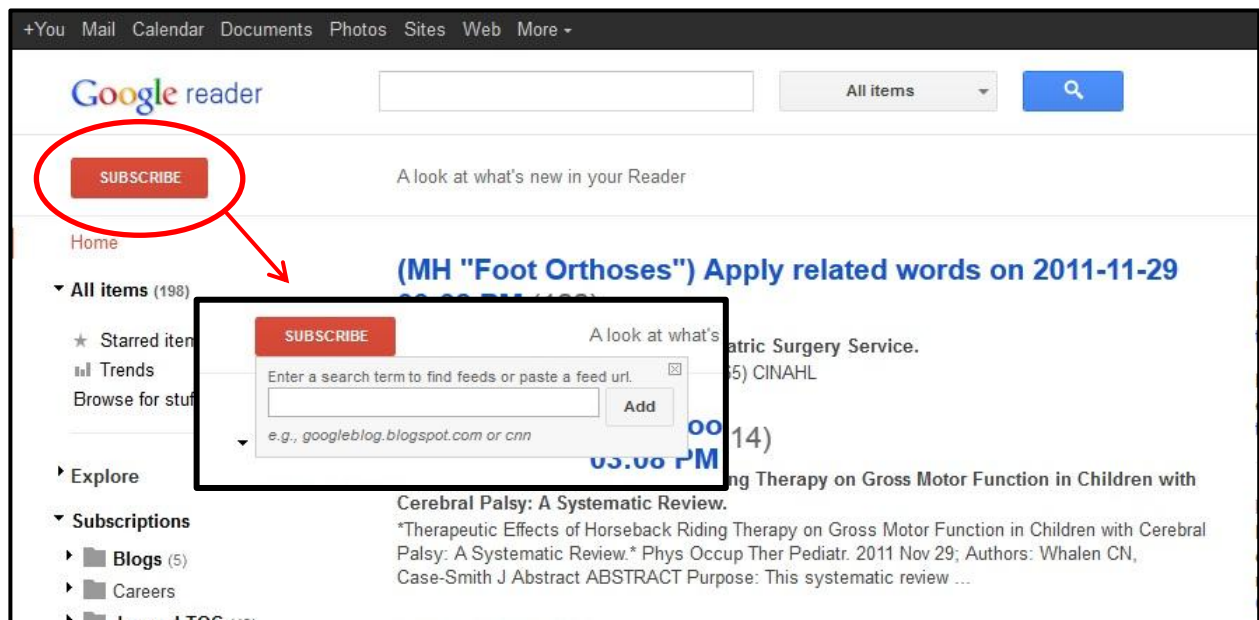 +You Mail Calendar Documents Photos Sites Web More
Google reader
All items
SUBSCRIBE
A look at what's new in your Reader
Home
(MH "Foot Orthoses") Apply related words on 2011-11-29
All items (198)
Starred item
Trends
Browse for stuf
SUBSCRIBE
A look at what's
Enter a search term to find feeds or paste a feed url.
Add
e.g., googleblog.blogspot.com or cnn
03:08 PM
atric Surgery Service.
CINAHL
14)
Explore
ng Therapy on Gross Motor Function in Children with
Cerebral Palsy: A Systematic Review.
Subscriptions
*Therapeutic Effects of Horseback Riding Therapy on Gross Motor Function in Children with Cerebral
Palsy: A Systematic Review.* Phys Occup Ther Pediatr. 2011 Nov 29; Authors: Whalen CN,
Case-Smith J Abstract ABSTRACT Purpose: This systematic review ...
Blogs (5)
Careers